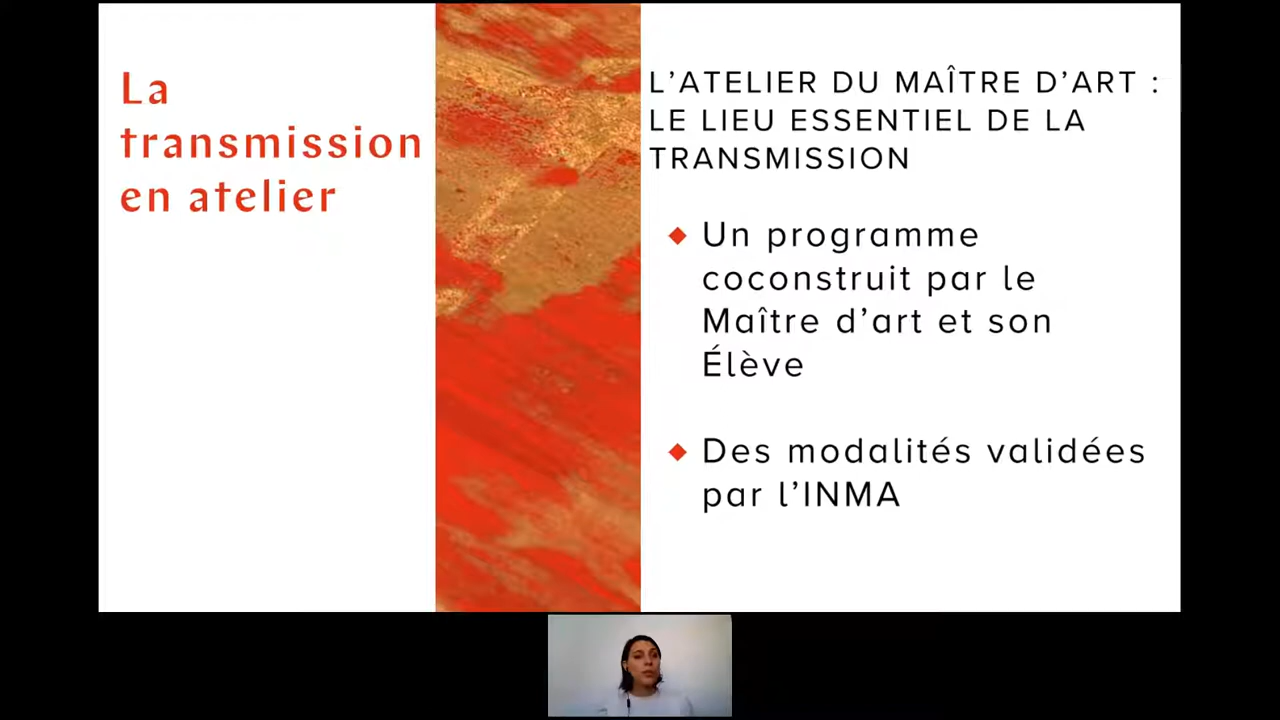 La
transmission
en atelier
L’ATELIER DU MAÎTRE D’ART :
LE LIEU ESSENTIEL DE LA
TRANSMISSION
Un programme
coconstruit par le
Maître d’art et son
Élève
Des modalités validées
par l’INMA